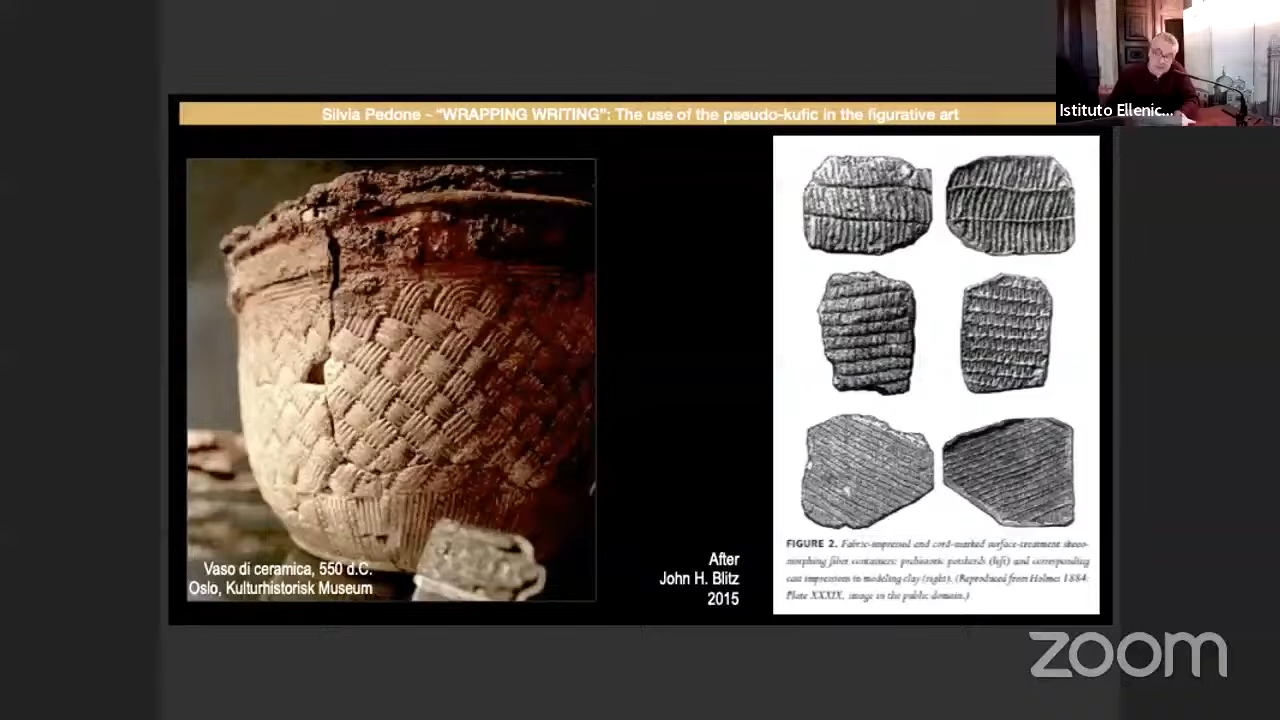 Silvia Pedone - “WRAPPING WRITING”: The use of the pseudo-kufic in the figurative art
Istituto Ellenic...
Vaso di ceramica, 550 d.C.
Oslo, Kulturhistorisk Museum
After
John H. Blitz
2015
FIGURE 2. Fabric-impressed and cord-marked surface-treatment skeuo-
morphing fiber containers: prehistoric potsherds (left) and corresponding
cast impressions in modeling clay (right). (Reproduced from Holmes 1884:
Plate XXXIX, image in the public domain.)
zoom